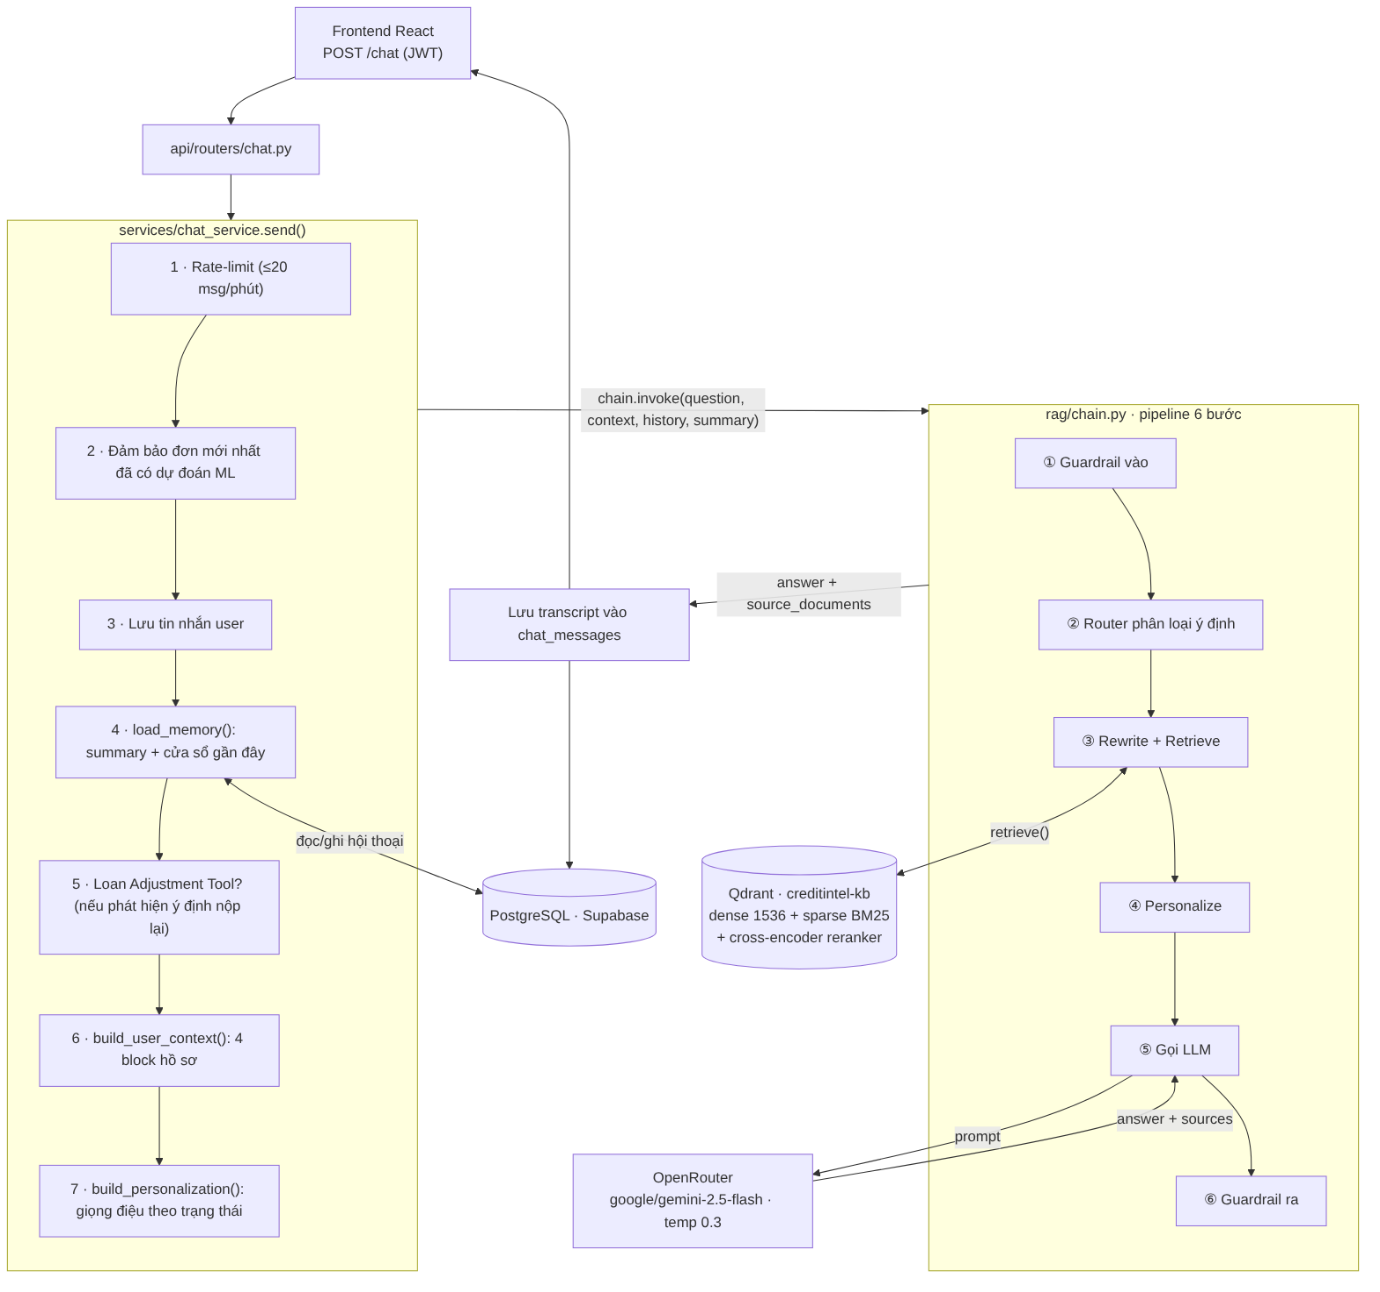 Frontend React
POST /chat (JWT)
api/routers/chat.py
services/chat_service.send()
1 · Rate-limit (≤20
msg/phút)
2 · Đảm bảo đơn mới nhất
đã có dự đoán ML
3 · Lưu tin nhắn user
4 · load_memory():
summary + cửa sổ gần đây
5 · Loan Adjustment Tool?
(nếu phát hiện ý định nộp
lại)
6 · build_user_context(): 4
block hồ sơ
7 · build_personalization():
giọng điệu theo trạng thái
chain.invoke(question,
context, history, summary)
answer +
source_documents
Lưu transcript vào
chat_messages
đọc/ghi hội thoại
PostgreSQL · Supabase
rag/chain.py · pipeline 6 bước
① Guardrail vào
② Router phân loại ý định
③ Rewrite + Retrieve
retrieve()
Qdrant · creditintel-kb
dense 1536 + sparse BM25
+ cross-encoder reranker
④ Personalize
⑤ Gọi LLM
prompt
answer + sources
OpenRouter
google/gemini-2.5-flash ·
temp 0.3
⑥ Guardrail ra